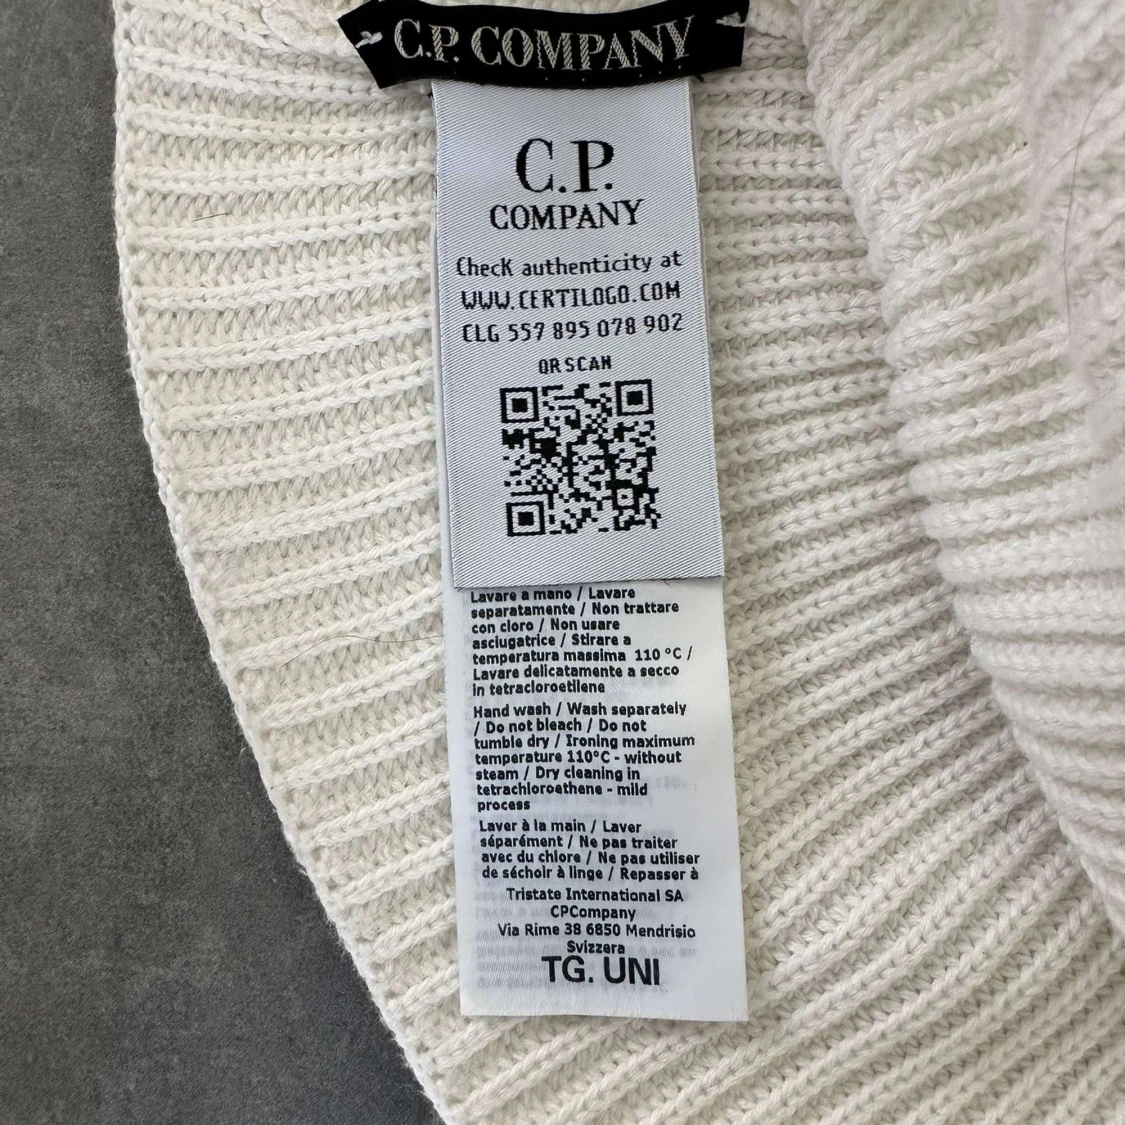 C.P. COMPANY
C.P.
COMPANY
Check authenticity at
WWW.CERTILOGO.COM
CLG 557 895 078 902
QR SCAN
Lavare a mano / Lavare
separatamente / Non trattare
con cloro / Non usare
asciugatrice / Stirare a
temperatura massima 110 °C /
Lavare delicatamente a secco
in tetracloroetilene
Hand wash / Wash separately
/ Do not bleach / Do not
tumble dry / Ironing maximum
temperature 110°C - without
steam / Dry cleaning in
tetrachloroethene - mild
process
Laver à la main / Laver
séparément / Ne pas traiter
avec du chlore / Ne pas utiliser
de séchoir à linge / Repasser à
Tristate International SA
CPCompany
Via Rime 38 6850 Mendrisio
Svizzera
TG. UNI